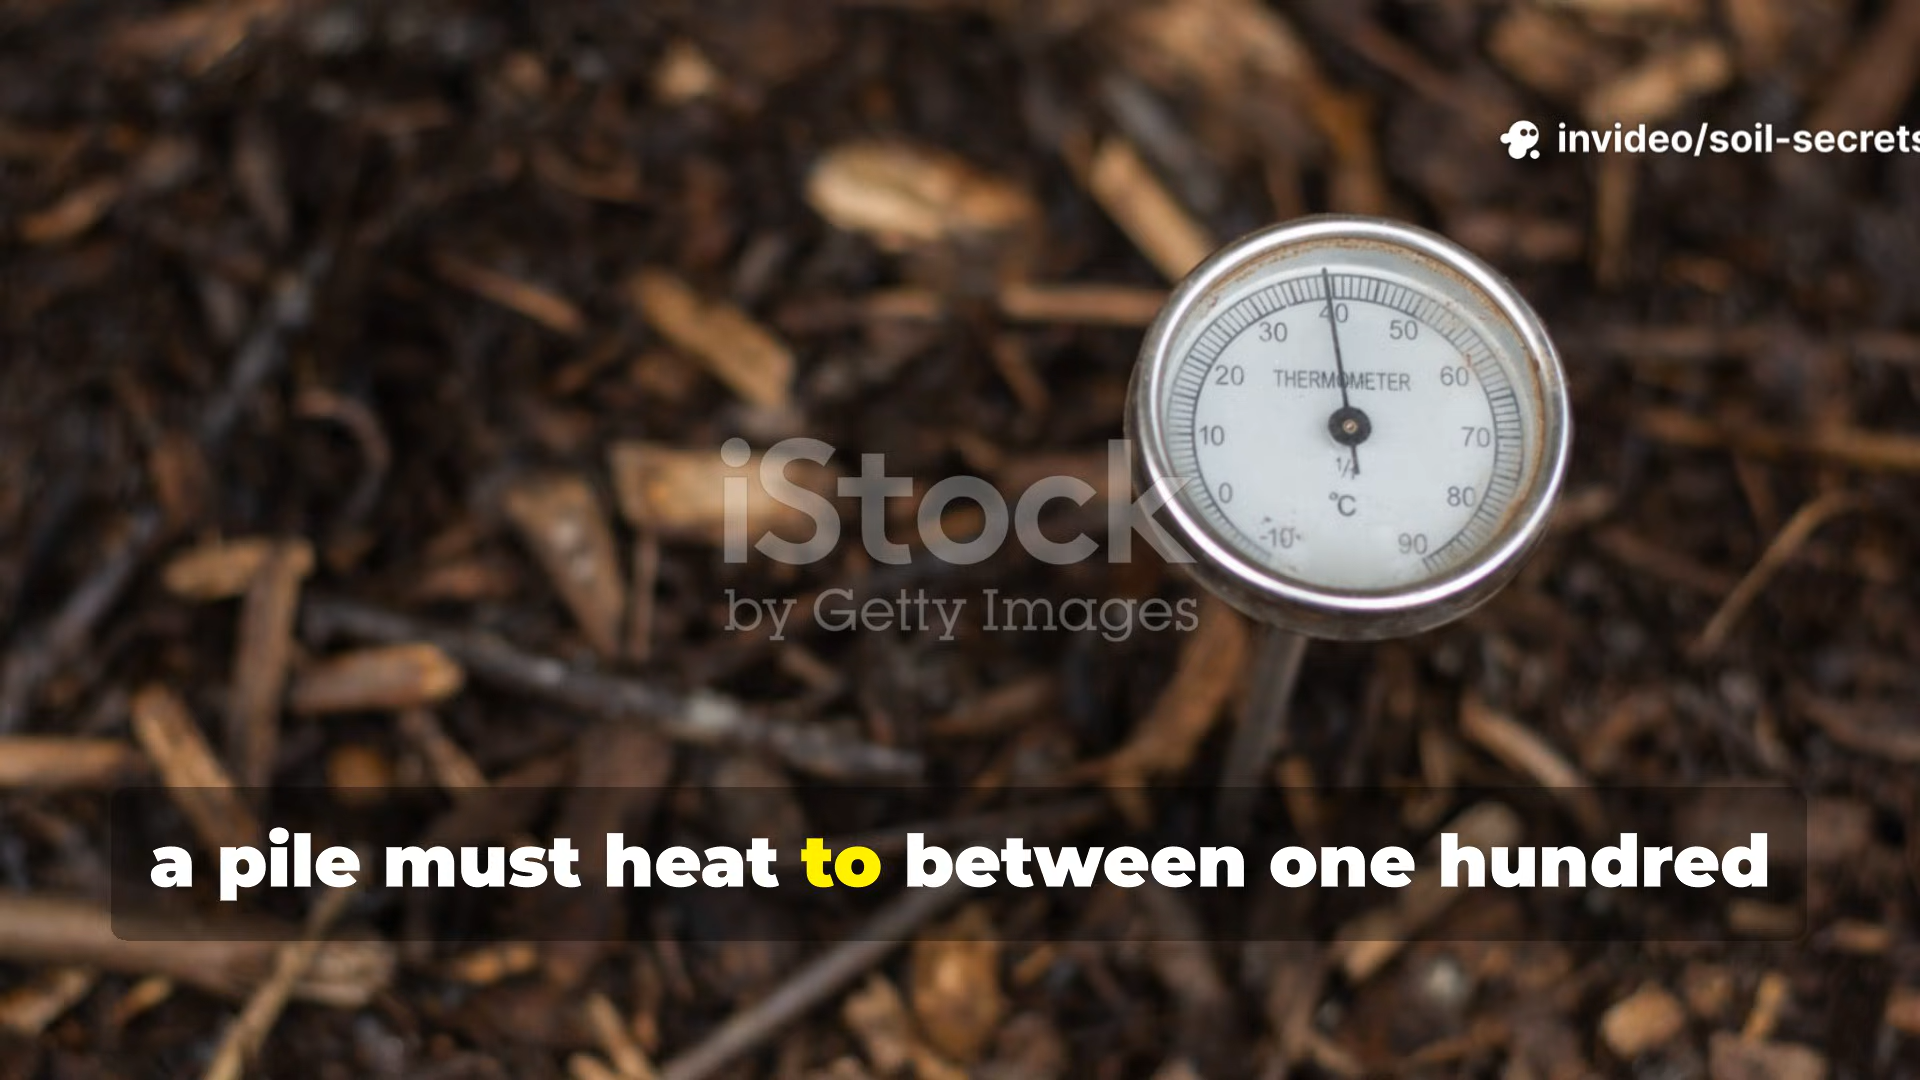 invideo/soil-secrets
40
30
50
20
THERMOMETER
60
10
70
0
°C
80
-10
90
iStock
by Getty Images
a pile must heat to between one hundred